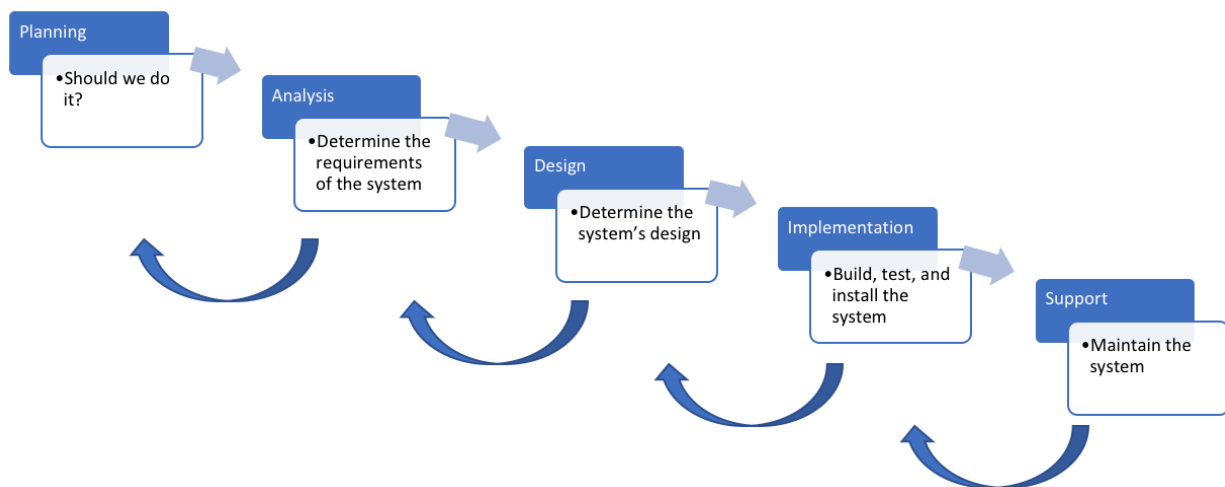 Planning
•Should we do
it?
Analysis
•Determine the
requirements
of the system
Design
•Determine the
system’s design
Implementation
•Build, test, and
install the
system
Support
•Maintain the
system